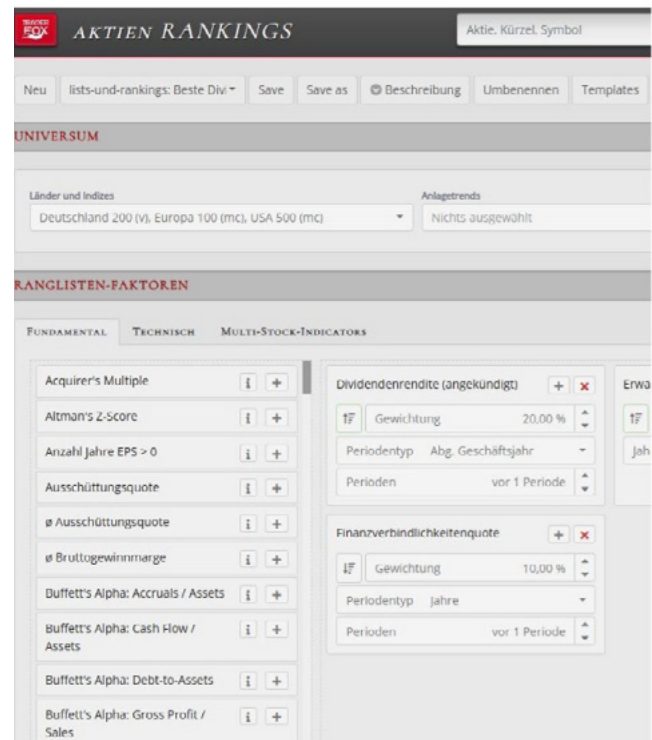 TRADER
FOX
AKTIEN RANKINGS
Aktie, Kürzel, Symbol
Neu
lists-und-rankings: Beste Divi
Save
Save as
Beschreibung
Umbenennen
Templates
UNIVERSUM
Länder und Indizes
Anlagetrends
Deutschland 200 (v), Europa 100 (mc), USA 500 (mc)
Nichts ausgewählt
RANGLISTEN-FAKTOREN
FUNDAMENTAL
TECHNISCH
MULTI-STOCK-INDICATORS
Acquirer's Multiple
Altman's Z-Score
Anzahl Jahre EPS > 0
Ausschüttungsquote
ø Ausschüttungsquote
ø Bruttogewinnmarge
Buffett's Alpha: Accruals / Assets
Buffett's Alpha: Cash Flow /
Assets
Buffett's Alpha: Debt-to-Assets
Buffett's Alpha: Gross Profit /
Sales
Dividendenrendite (angekündigt)
Gewichtung 20,00 %
Periodentyp Abg. Geschäftsjahr
Perioden vor 1 Periode
Finanzverbindlichkeitenquote
Gewichtung 10,00 %
Periodentyp Jahre
Perioden vor 1 Periode
Erwa
Jah